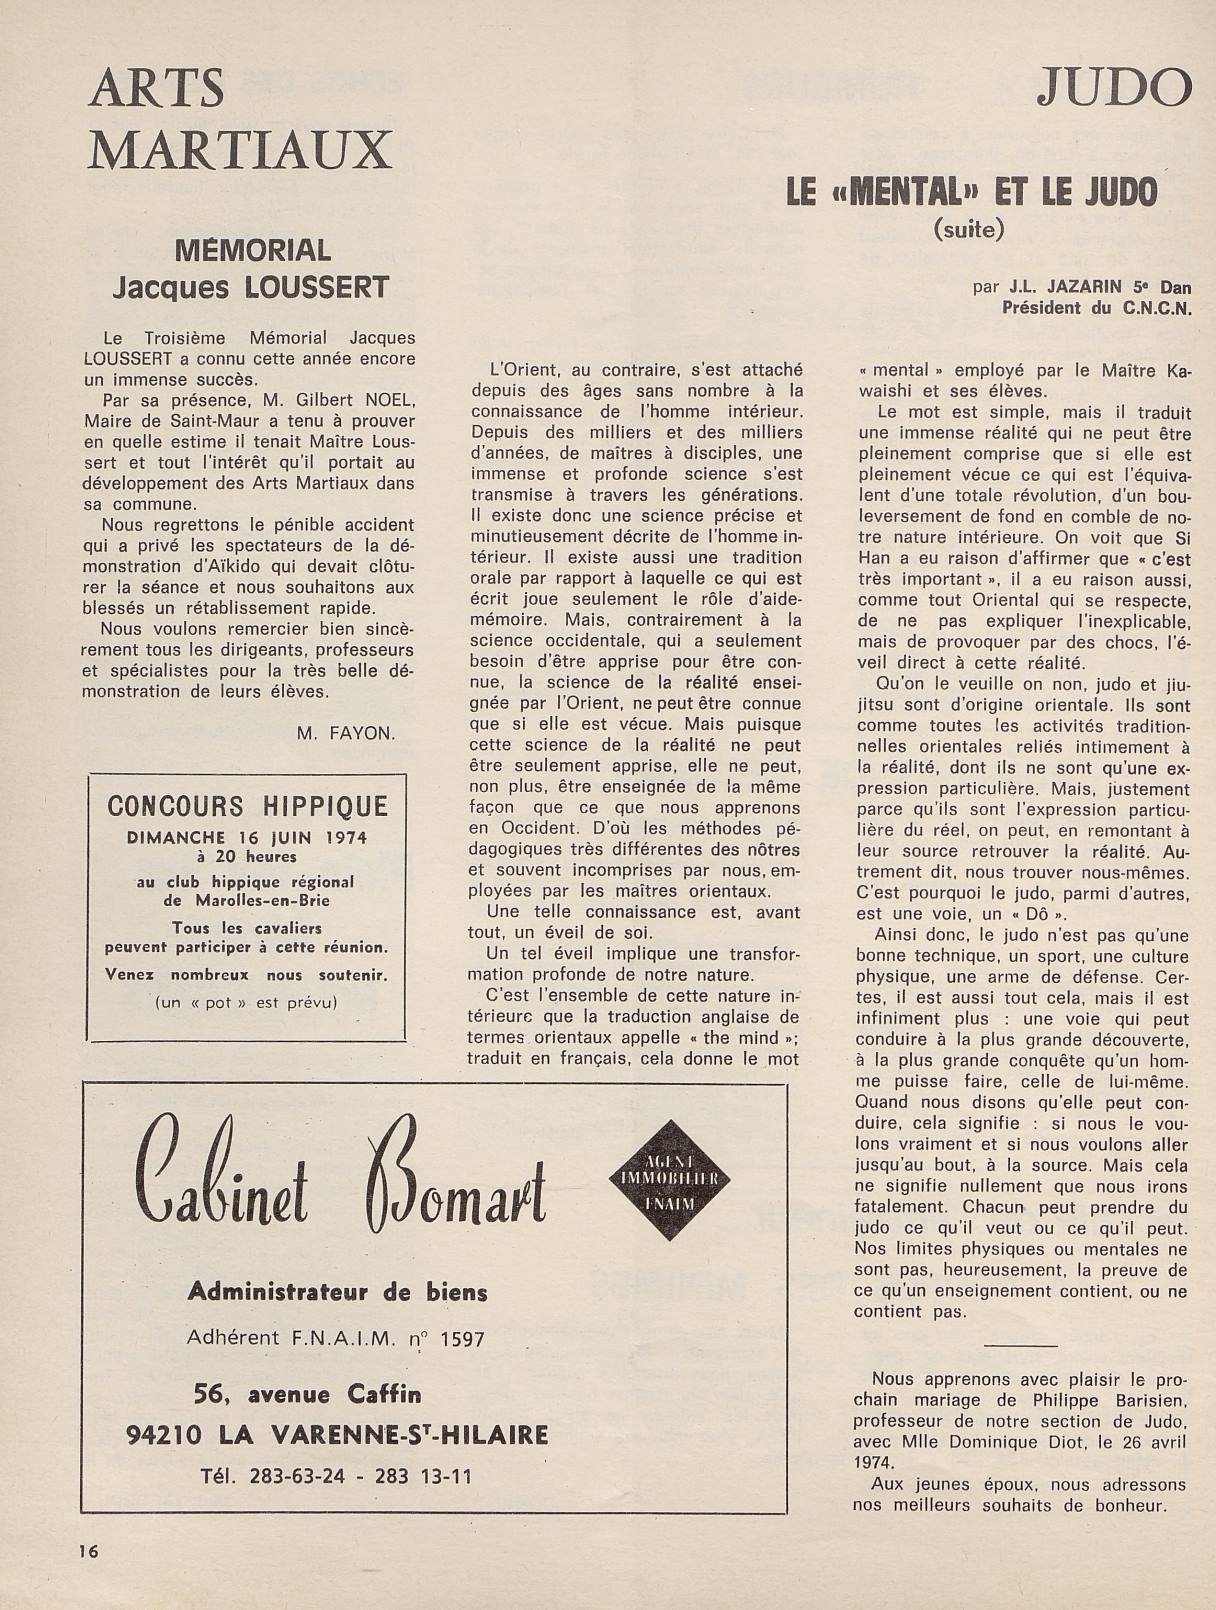 ARTS
MARTIAUX
MÉMORIAL
Jacques LOUSSERT
Le Troisième Mémorial Jacques
LOUSSERT a connu cette année encore
un immense succès.
Par sa présence, M. Gilbert NOEL,
Maire de Saint-Maur a tenu à prouver
en quelle estime il tenait Maître Lous-
sert et tout l'intérêt qu'il portait au
développement des Arts Martiaux dans
sa commune.
Nous regrettons le pénible accident
qui a privé les spectateurs de la dé-
monstration d'Aïkido qui devait clôtu-
rer la séance et nous souhaitons aux
blessés un rétablissement rapide.
Nous voulons remercier bien sincè-
rement tous les dirigeants, professeurs
et spécialistes pour la très belle dé-
monstration de leurs élèves.
M. FAYON.
CONCOURS HIPPIQUE
DIMANCHE 16 JUIN 1974
à 20 heures
au club hippique régional
de Marolles-en-Brie
Tous les cavaliers
peuvent participer à cette réunion.
Venez nombreux nous soutenir.
(un « pot » est prévu)
JUDO
LE «MENTAL» ET LE JUDO
(suite)
par J.L. JAZARIN 5e Dan
Président du C.N.C.N.
L'Orient, au contraire, s'est attaché
depuis des âges sans nombre à la
connaissance de l'homme intérieur.
Depuis des milliers et des milliers
d'années, de maîtres à disciples, une
immense et profonde science s'est
transmise à travers les générations.
Il existe donc une science précise et
minutieusement décrite de l'homme in-
térieur. Il existe aussi une tradition
orale par rapport à laquelle ce qui est
écrit joue seulement le rôle d'aide-
mémoire. Mais, contrairement à la
science occidentale, qui a seulement
besoin d'être apprise pour être con-
nue, la science de la réalité ensei-
gnée par l'Orient, ne peut être connue
que si elle est vécue. Mais puisque
cette science de la réalité ne peut
être seulement apprise, elle ne peut,
non plus, être enseignée de la même
façon que ce que nous apprenons
en Occident. D'où les méthodes pé-
dagogiques très différentes des nôtres
et souvent incomprises par nous, em-
ployées par les maîtres orientaux.
Une telle connaissance est, avant
tout, un éveil de soi.
Un tel éveil implique une transfor-
mation profonde de notre nature.
C'est l'ensemble de cette nature in-
térieure que la traduction anglaise de
termes orientaux appelle « the mind »;
traduit en français, cela donne le mot
« mental » employé par le Maître Ka-
waishi et ses élèves.
Le mot est simple, mais il traduit
une immense réalité qui ne peut être
pleinement comprise que si elle est
pleinement vécue ce qui est l'équiva-
lent d'une totale révolution, d'un bou-
leversement de fond en comble de no-
tre nature intérieure. On voit que Si
Han a eu raison d'affirmer que « c'est
très important », il a eu raison aussi,
comme tout Oriental qui se respecte,
de ne pas expliquer l'inexplicable,
mais de provoquer par des chocs, l'é-
veil direct à cette réalité.
Qu'on le veuille on non, judo et jiu-
jitsu sont d'origine orientale. Ils sont
comme toutes les activités tradition-
nelles orientales reliés intimement à
la réalité, dont ils ne sont qu'une ex-
pression particulière. Mais, justement
parce qu'ils sont l'expression particu-
lière du réel, on peut, en remontant à
leur source retrouver la réalité. Au-
trement dit, nous trouver nous-mêmes.
C'est pourquoi le judo, parmi d'autres,
est une voie, un « Dô ».
Ainsi donc, le judo n'est pas qu'une
bonne technique, un sport, une culture
physique, une arme de défense. Cer-
tes, il est aussi tout cela, mais il est
infiniment plus : une voie qui peut
conduire à la plus grande découverte,
à la plus grande conquête qu'un hom-
me puisse faire, celle de lui-même.
Quand nous disons qu'elle peut con-
duire, cela signifie : si nous le vou-
lons vraiment et si nous voulons aller
jusqu'au bout, à la source. Mais cela
ne signifie nullement que nous irons
fatalement. Chacun peut prendre du
judo ce qu'il veut ou ce qu'il peut.
Nos limites physiques ou mentales ne
sont pas, heureusement, la preuve de
ce qu'un enseignement contient, ou ne
contient pas.
Nous apprenons avec plaisir le pro-
chain mariage de Philippe Barisien,
professeur de notre section de Judo,
avec Mlle Dominique Diot, le 26 avril
1974.
Aux jeunes époux, nous adressons
nos meilleurs souhaits de bonheur.
Cabinet Bomart
AGENT
IMMOBILIER
FNAIM
Administrateur de biens
Adhérent F.N.A.I.M. n° 1597
56, avenue Caffin
94210 LA VARENNE-ST-HILAIRE
Tél. 283-63-24 - 283 13-11
16